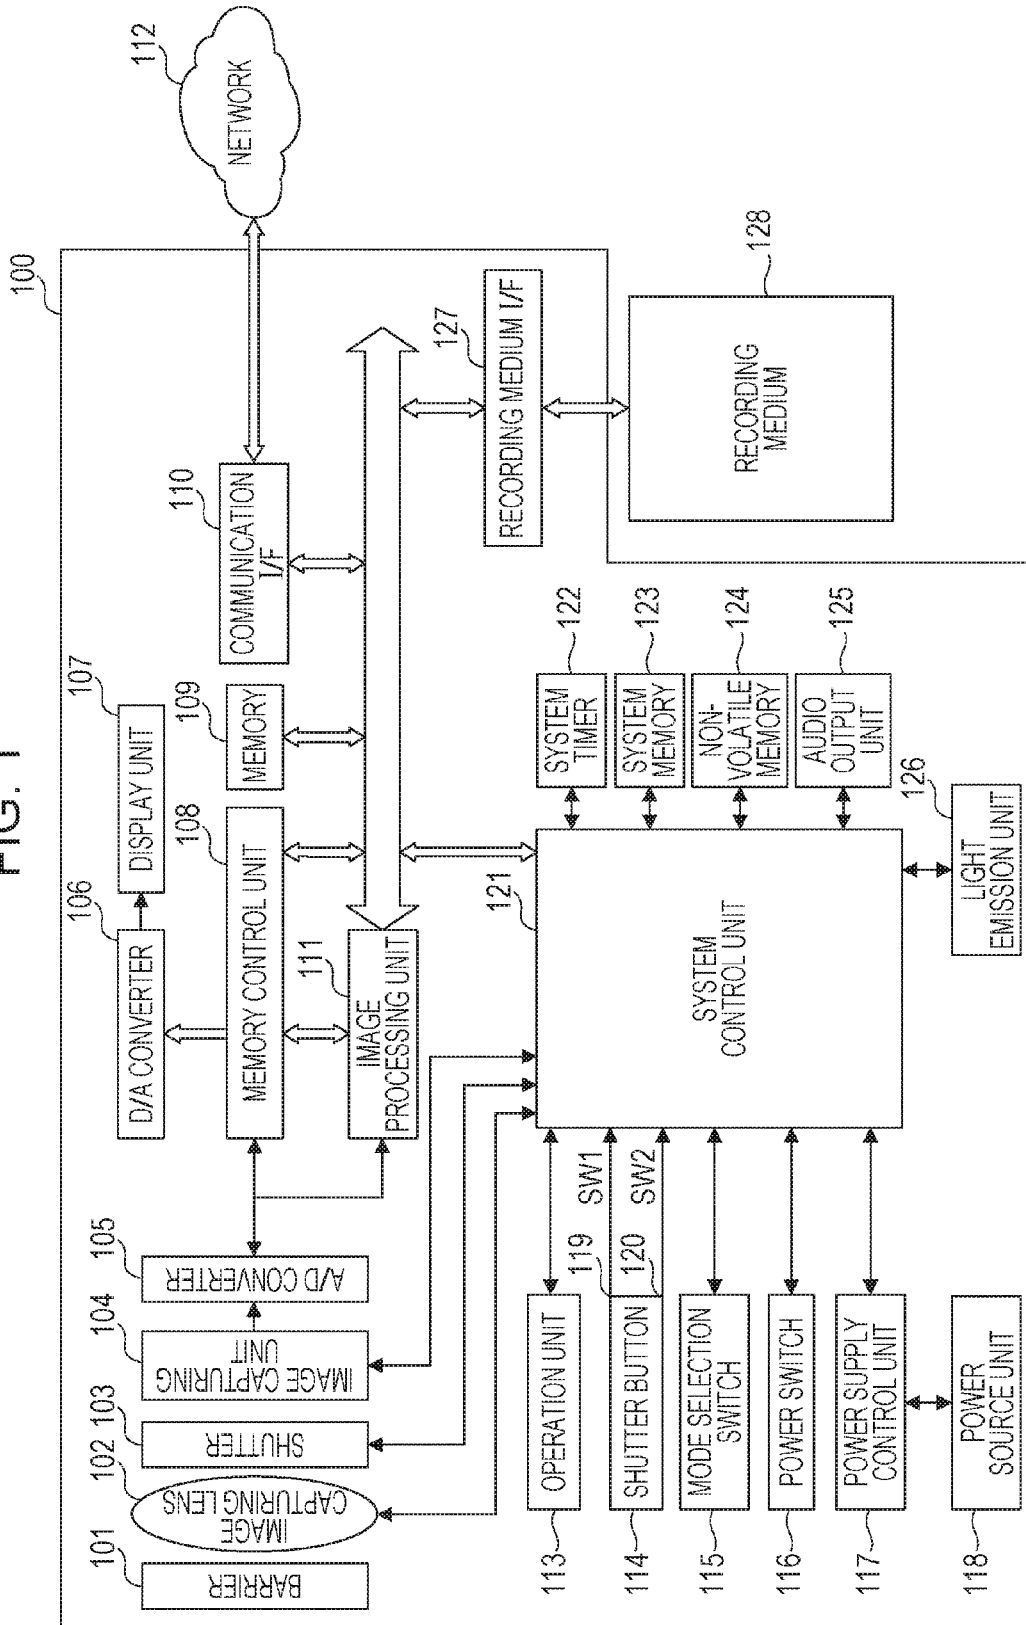 FIG. 1
100
112
NETWORK
107
DISPLAY UNIT
106
D/A CONVERTER
110
COMMUNICATION
I/F
109
MEMORY
108
MEMORY CONTROL UNIT
111
IMAGE
PROCESSING UNIT
105
A/D CONVERTER
104
IMAGE CAPTURING
UNIT
103
SHUTTER
102
IMAGE
CAPTURING LENS
101
BARRIER
127
RECORDING MEDIUM I/F
128
RECORDING
MEDIUM
121
SYSTEM
CONTROL UNIT
122
SYSTEM
TIMER
123
SYSTEM
MEMORY
124
NON-
VOLATILE
MEMORY
125
AUDIO
OUTPUT
UNIT
126
LIGHT
EMISSION UNIT
113
OPERATION UNIT
119
SW1
114
SHUTTER BUTTON
120
SW2
115
MODE SELECTION
SWITCH
116
POWER SWITCH
117
POWER SUPPLY
CONTROL UNIT
118
POWER
SOURCE UNIT